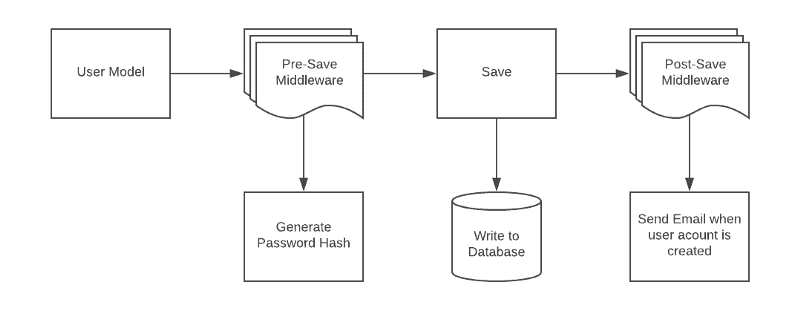 User Model
Pre-Save
Middleware
Save
Post-Save
Middleware
Generate
Password Hash
Write to
Database
Send Email when
user acount is
created